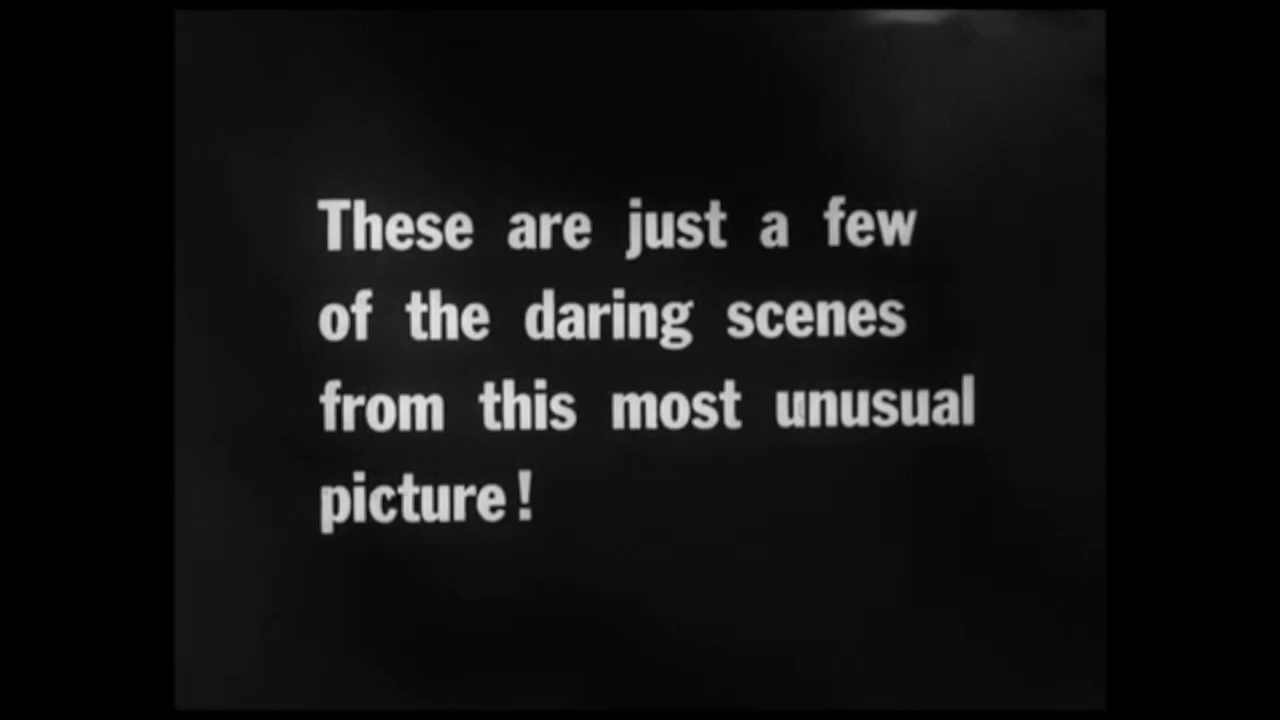 These are just a few
of the daring scenes
from this most unusual
picture!